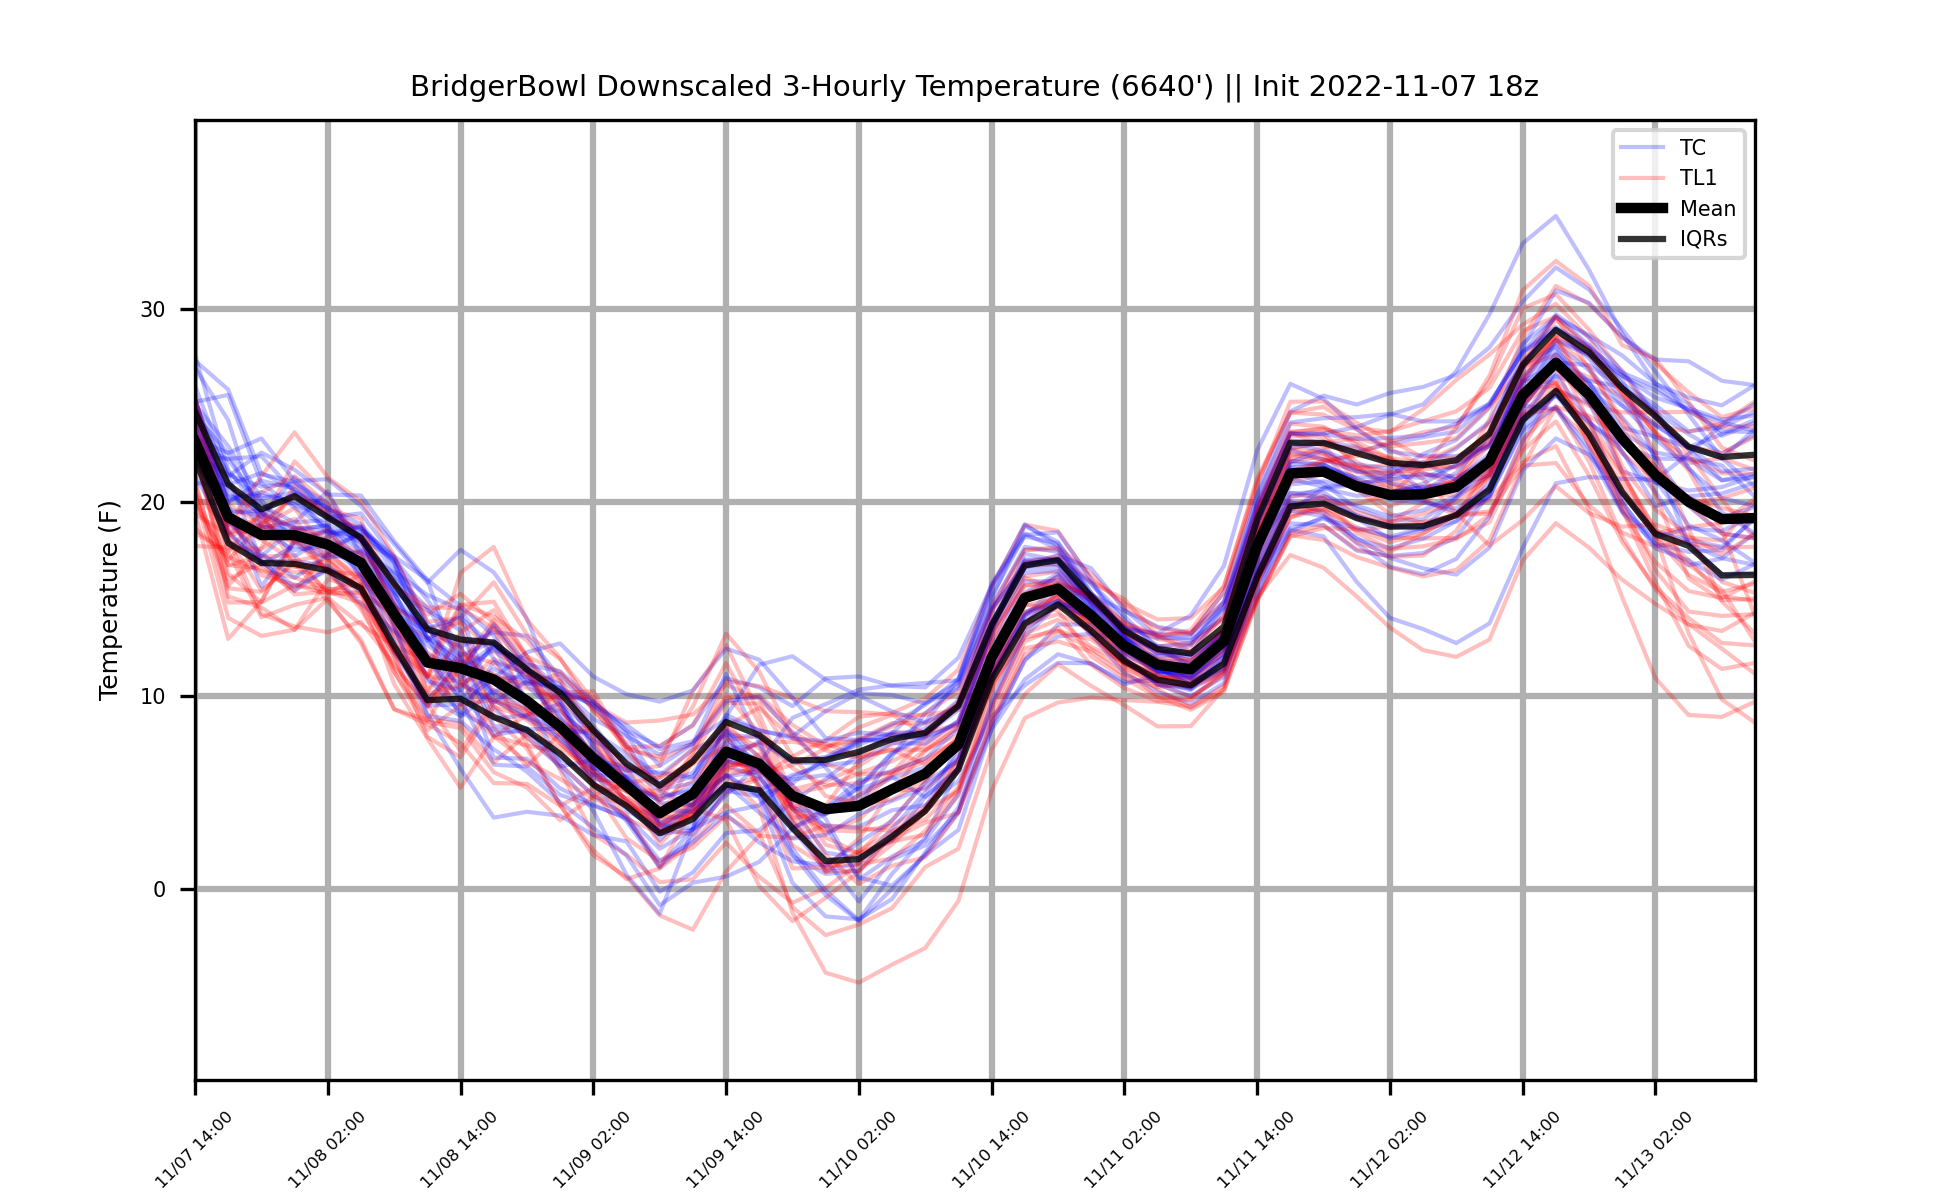 BridgerBowl Downscaled 3-Hourly Temperature (6640') || Init 2022-11-07 18z
TC
TL1
Mean
IQRs
Temperature (F)
30
20
10
0
11/07 14:00
11/08 02:00
11/08 14:00
11/09 02:00
11/09 14:00
11/10 02:00
11/10 14:00
11/11 02:00
11/11 14:00
11/12 02:00
11/12 14:00
11/13 02:00